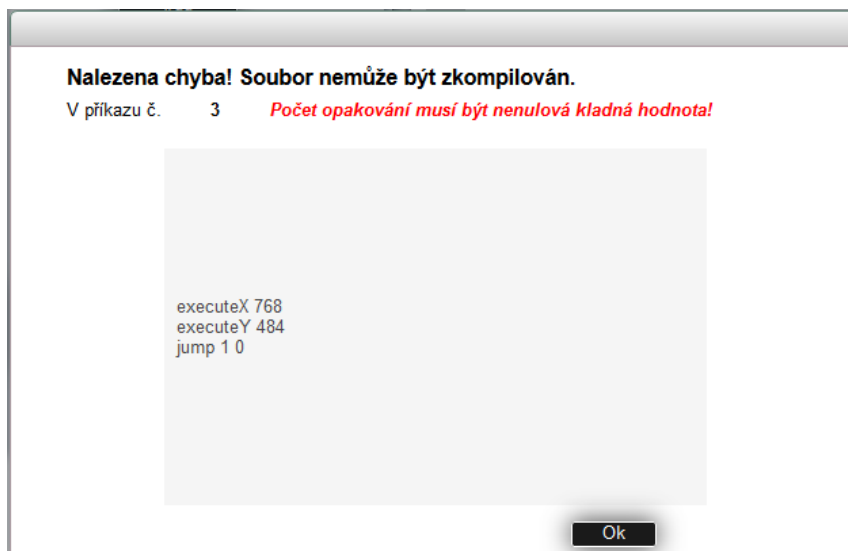 Nalezena chyba! Soubor nemůže být zkompilován.
V příkazu č. 3 Počet opakování musí být nenulová kladná hodnota!
executeX 768
executeY 484
jump 1 0
Ok